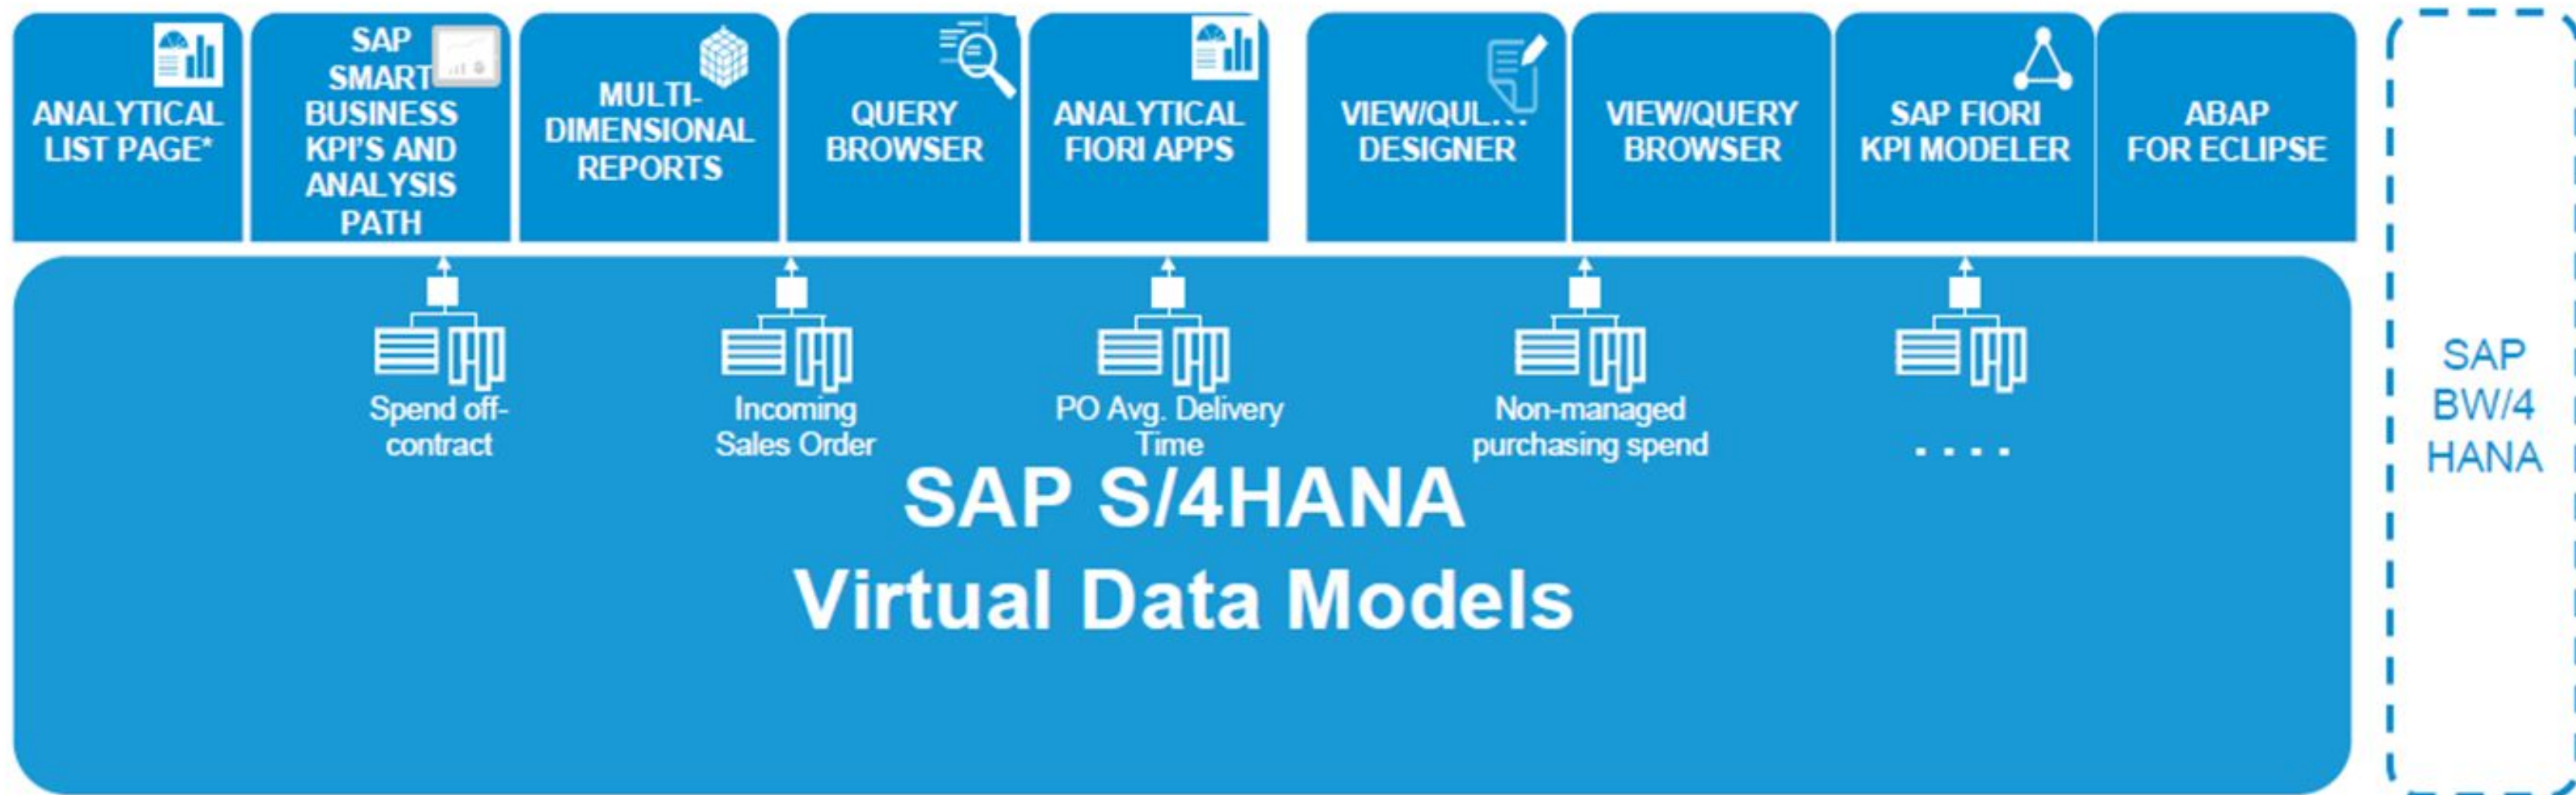 ANALYTICAL
LIST PAGE*
SAP
SMART
BUSINESS
KPI'S AND
ANALYSIS
PATH
MULTI-
DIMENSIONAL
REPORTS
QUERY
BROWSER
ANALYTICAL
FIORI APPS
DESIGNER
VIEW/QUERY
BROWSER
SAP FIORI
KPI MODELER
ABAP
FOR ECLIPSE
Spend off-
contract
Incoming
Sales Order
PO Avg. Delivery
Time
Non-managed
purchasing spend
. . . .
SAP S/4HANA
Virtual Data Models
SAP
BW/4
HANA